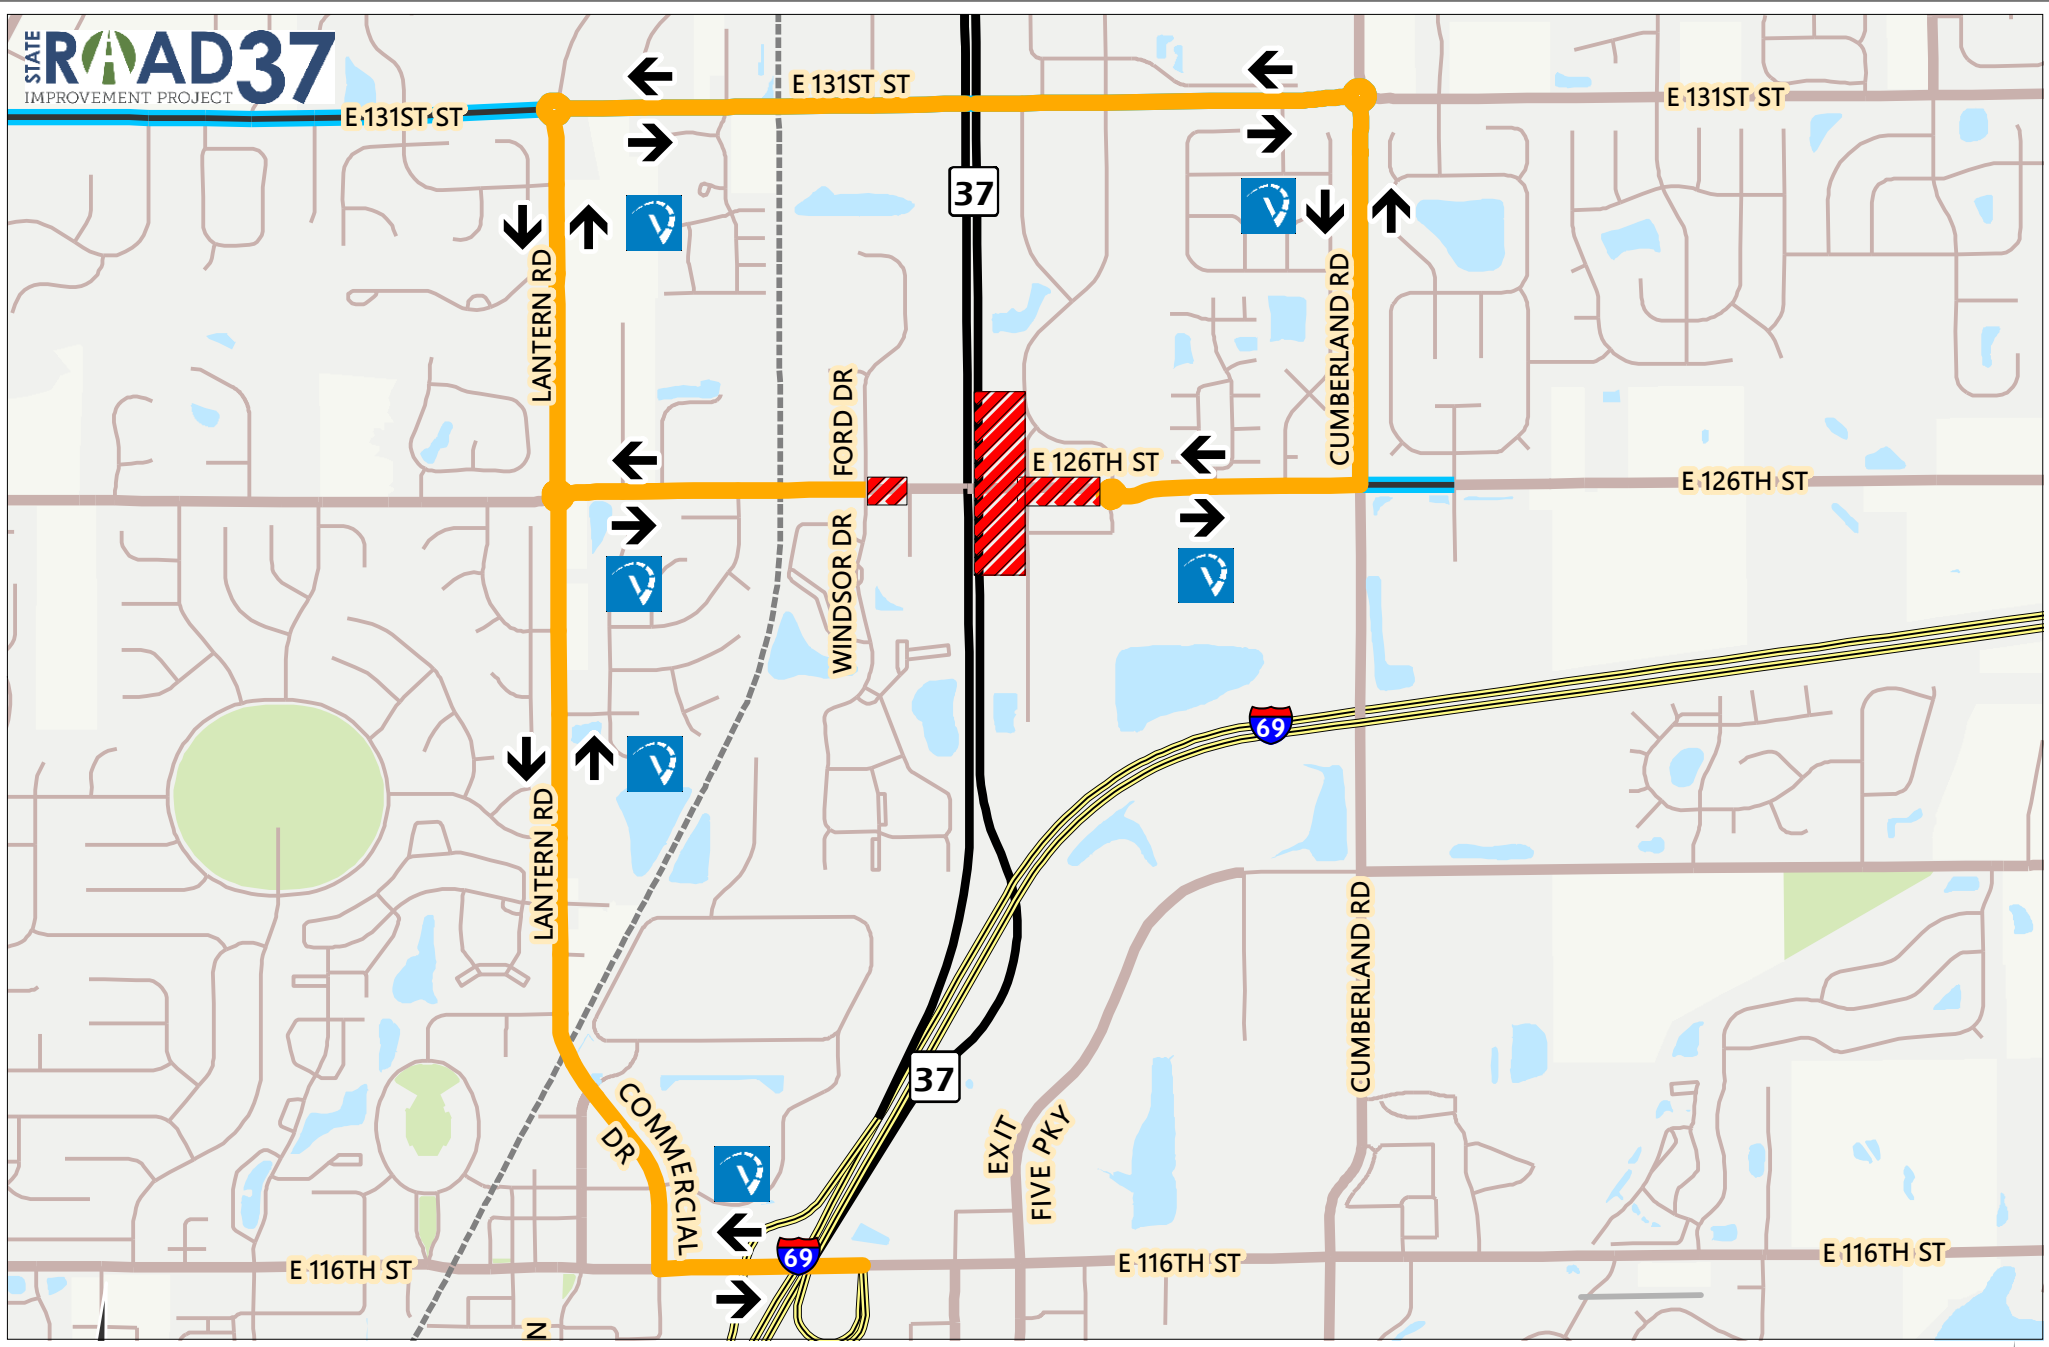 STATE
ROAD 37
IMPROVEMENT PROJECT
E 131ST ST
E 131ST ST
E 131ST ST
37
LANTERN RD
CUMBERLAND RD
FORD DR
E 126TH ST
E 126TH ST
WINDSOR DR
69
LANTERN RD
CUMBERLAND RD
37
COMMERCIAL
DR
EXIT
FIVE PKY
69
E 116TH ST
E 116TH ST
E 116TH ST
N